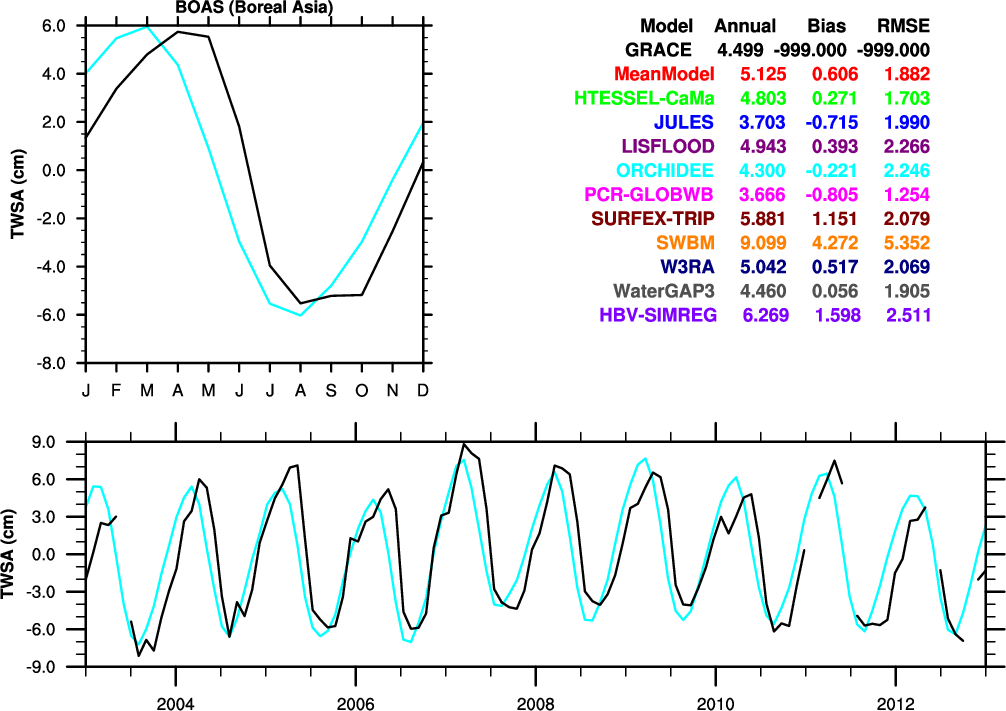 BOAS (Boreal Asia)
6.0
4.0
2.0
0.0
-2.0
-4.0
-6.0
-8.0
TWSA (cm)
J F M A M J J A S O N D
Model Annual Bias RMSE
GRACE 4.499 -999.000 -999.000
MeanModel 5.125 0.606 1.882
HTESSEL-CaMa 4.803 0.271 1.703
JULES 3.703 -0.715 1.990
LISFLOOD 4.943 0.393 2.266
ORCHIDEE 4.300 -0.221 2.246
PCR-GLOBWB 3.666 -0.805 1.254
SURFEX-TRIP 5.881 1.151 2.079
SWBM 9.099 4.272 5.352
W3RA 5.042 0.517 2.069
WaterGAP3 4.460 0.056 1.905
HBV-SIMREG 6.269 1.598 2.511
9.0
6.0
3.0
0.0
-3.0
-6.0
-9.0
TWSA (cm)
2004 2006 2008 2010 2012